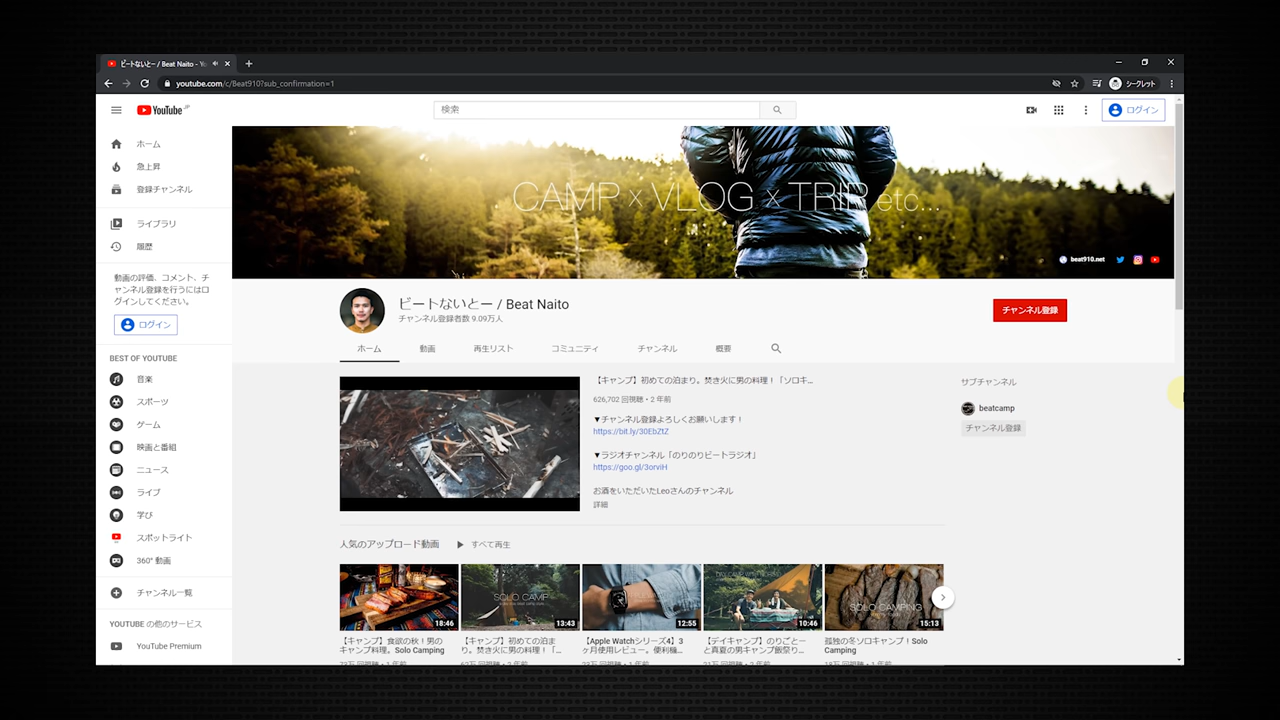 ビートないとー / Beat Naito - Yo
youtube.com/c/Beat910?sub_confirmation=1
シークレット
YouTube JP
検索
ログイン
ホーム
急上昇
登録チャンネル
ライブラリ
履歴
動画の評価、コメント、チ
ャンネル登録を行うにはロ
グインしてください。
ログイン
BEST OF YOUTUBE
音楽
スポーツ
ゲーム
映画と番組
ニュース
ライブ
学び
スポットライト
360° 動画
チャンネル一覧
YOUTUBE の他のサービス
YouTube Premium
. CAMP x VLOG x TRIP etc...
beat910.net
ビートないとー / Beat Naito
チャンネル登録者数 9.09万人
チャンネル登録
ホーム 動画 再生リスト コミュニティ チャンネル 概要
【キャンプ】初めての泊まり。焚き火に男の料理！「ソロキ...
626,702 回視聴・2 年前
▼チャンネル登録よろしくお願いします！
https://bit.ly/30EbZtZ
▼ラジオチャンネル「のりのりビートラジオ」
https://goo.gl/3orviH
お酒をいただいたLeoさんのチャンネル
詳細
サブチャンネル
beatcamp
チャンネル登録
人気のアップロード動画 すべて再生
18:46
SOLO CAMP
13:43
12:55
10:46
SOLO CAMPING
15:13
【キャンプ】食欲の秋！男の
キャンプ料理。Solo Camping
【キャンプ】初めての泊ま
り。焚き火に男の料理！「...
【Apple Watchシリーズ4】3
ヶ月使用レビュー。便利機...
【デイキャンプ】のりごとー
と真夏の男キャンプ飯祭り...
孤独の冬ソロキャンプ！Solo
Camping